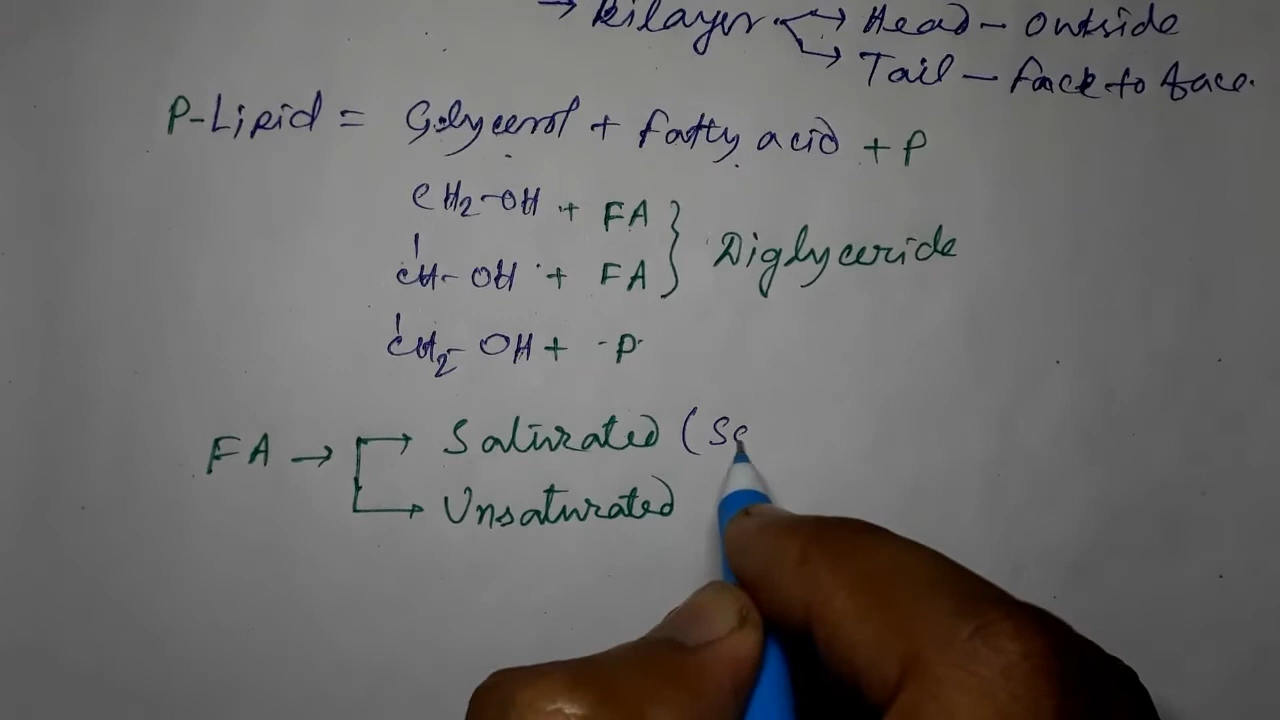 → Bilayer → Head - Outside
→ Tail - Face to face.
P-Lipid = Glycerol + Fatty acid + P
CH2-OH + FA
CH-OH + FA } Diglyceride
CH2-OH + P
FA → Saturated (Sa
Unsaturated